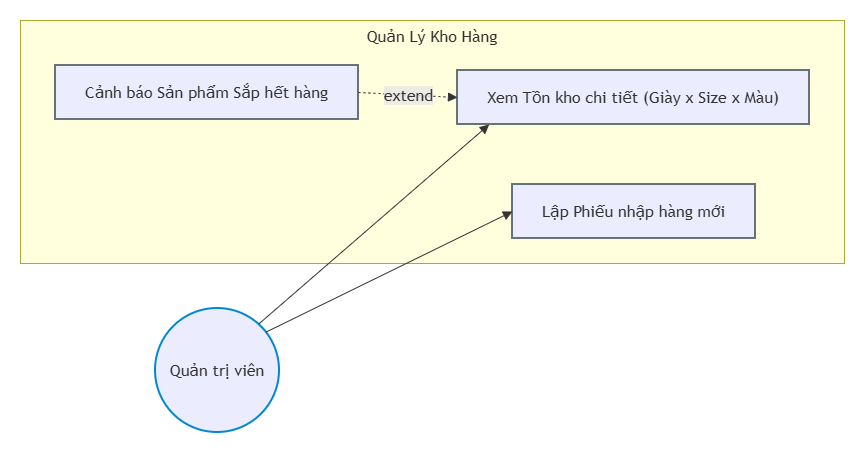 Quản Lý Kho Hàng
Cảnh báo Sản phẩm Sắp hết hàng
extend
Xem Tồn kho chi tiết (Giày x Size x Màu)
Lập Phiếu nhập hàng mới
Quản trị viên